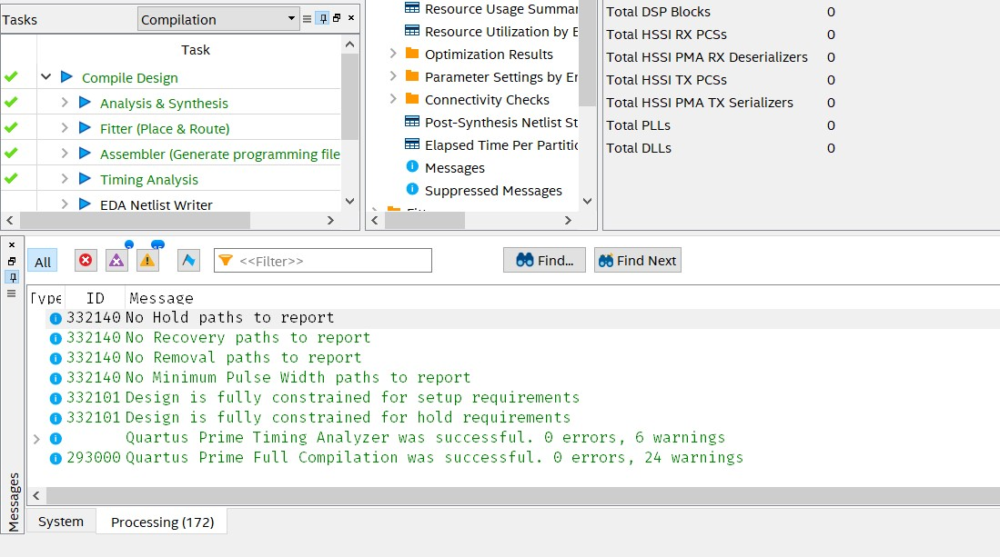 Tasks
Compilation
Task
Compile Design
Analysis & Synthesis
Fitter (Place & Route)
Assembler (Generate programming file
Timing Analysis
EDA Netlist Writer
Resource Usage Summar
Resource Utilization by E
Optimization Results
Parameter Settings by Er
Connectivity Checks
Post-Synthesis Netlist St
Elapsed Time Per Partitic
Messages
Suppressed Messages
Total DSP Blocks 0
Total HSSI RX PCSs 0
Total HSSI PMA RX Deserializers 0
Total HSSI TX PCSs 0
Total HSSI PMA TX Serializers 0
Total PLLs 0
Total DLLs 0
All
<<Filter>>
Find...
Find Next
Type ID Message
332140 No Hold paths to report
332140 No Recovery paths to report
332140 No Removal paths to report
332140 No Minimum Pulse Width paths to report
332101 Design is fully constrained for setup requirements
332101 Design is fully constrained for hold requirements
Quartus Prime Timing Analyzer was successful. 0 errors, 6 warnings
293000 Quartus Prime Full Compilation was successful. 0 errors, 24 warnings
Messages
System
Processing (172)